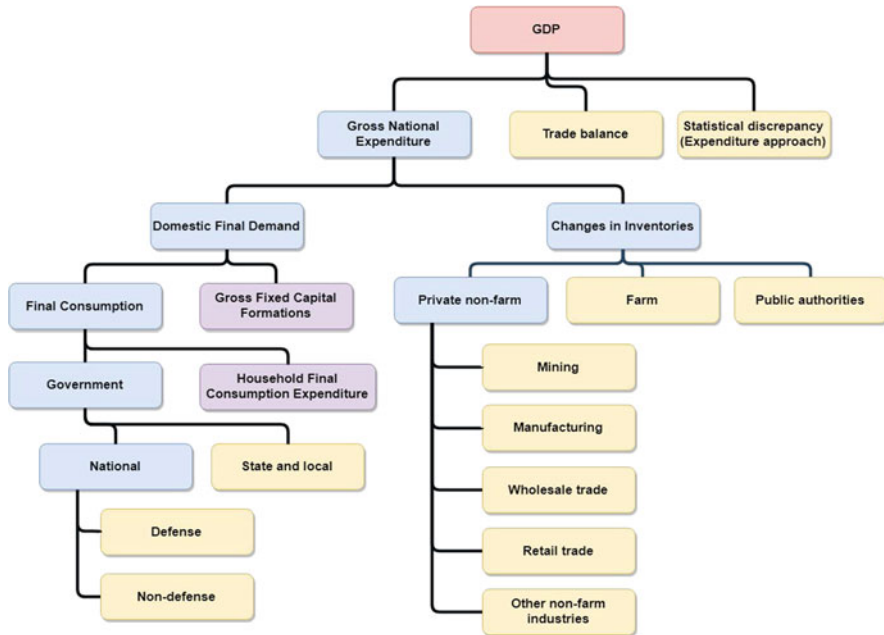 GDP
Gross National
Expenditure
Trade balance
Statistical discrepancy
(Expenditure approach)
Domestic Final Demand
Changes in Inventories
Final Consumption
Gross Fixed Capital
Formations
Private non-farm
Farm
Public authorities
Government
Household Final
Consumption Expenditure
Mining
Manufacturing
National
State and local
Wholesale trade
Defense
Retail trade
Non-defense
Other non-farm
industries